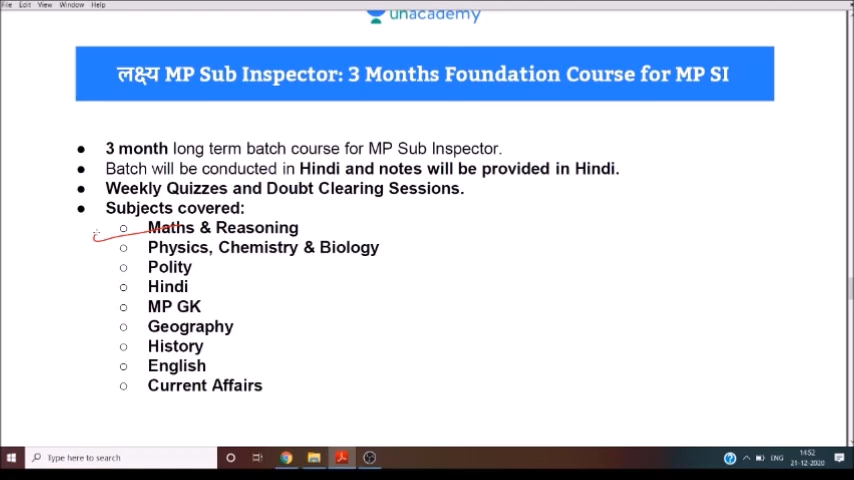 File Edit View Window Help
unacademy
लक्ष्य MP Sub Inspector: 3 Months Foundation Course for MP SI
● 3 month long term batch course for MP Sub Inspector.
● Batch will be conducted in Hindi and notes will be provided in Hindi.
● Weekly Quizzes and Doubt Clearing Sessions.
● Subjects covered:
○ Maths & Reasoning
○ Physics, Chemistry & Biology
○ Polity
○ Hindi
○ MP GK
○ Geography
○ History
○ English
○ Current Affairs
Type here to search
ENG
14:52
21-12-2020